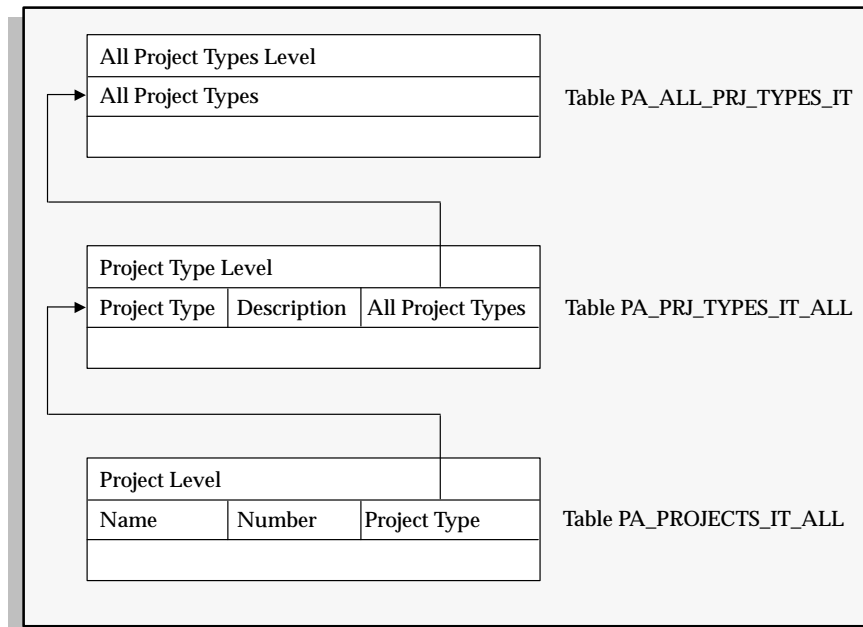 All Project Types Level
All Project Types
Table PA_ALL_PRJ_TYPES_IT
Project Type Level
Project Type Description All Project Types
Table PA_PRJ_TYPES_IT_ALL
Project Level
Name Number Project Type
Table PA_PROJECTS_IT_ALL